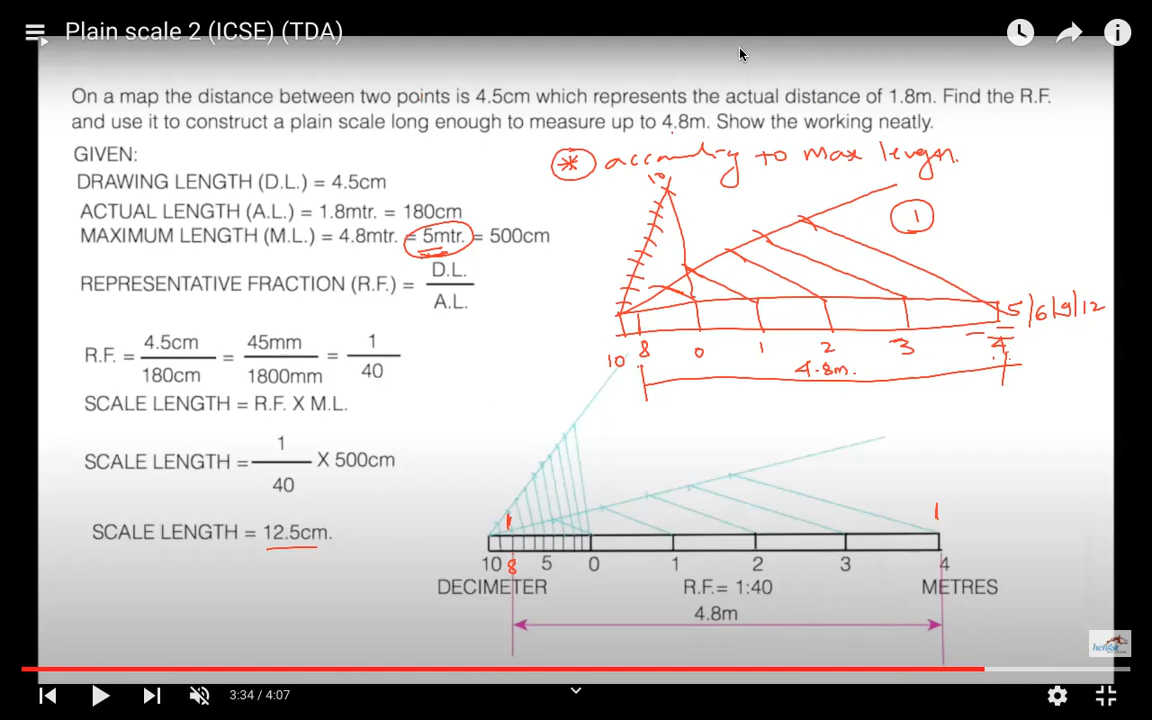 Plain scale 2 (ICSE) (TDA)
On a map the distance between two points is 4.5cm which represents the actual distance of 1.8m. Find the R.F.
and use it to construct a plain scale long enough to measure up to 4.8m. Show the working neatly.
GIVEN:
DRAWING LENGTH (D.L.) = 4.5cm
ACTUAL LENGTH (A.L.) = 1.8mtr. = 180cm
MAXIMUM LENGTH (M.L.) = 4.8mtr. = 5mtr. = 500cm
REPRESENTATIVE FRACTION (R.F.) = D.L.
A.L.
R.F. = 4.5cm = 45mm = 1
180cm 1800mm 40
SCALE LENGTH = R.F. X M.L.
SCALE LENGTH = 1 X 500cm
40
SCALE LENGTH = 12.5cm.
* according to max length.
10
1
5/6/9/12
10 8 0 1 2 3 4
4.8m.
1 1
10 8 5 0 1 2 3 4
DECIMETER R.F.= 1:40 METRES
4.8m
3:34 / 4:07